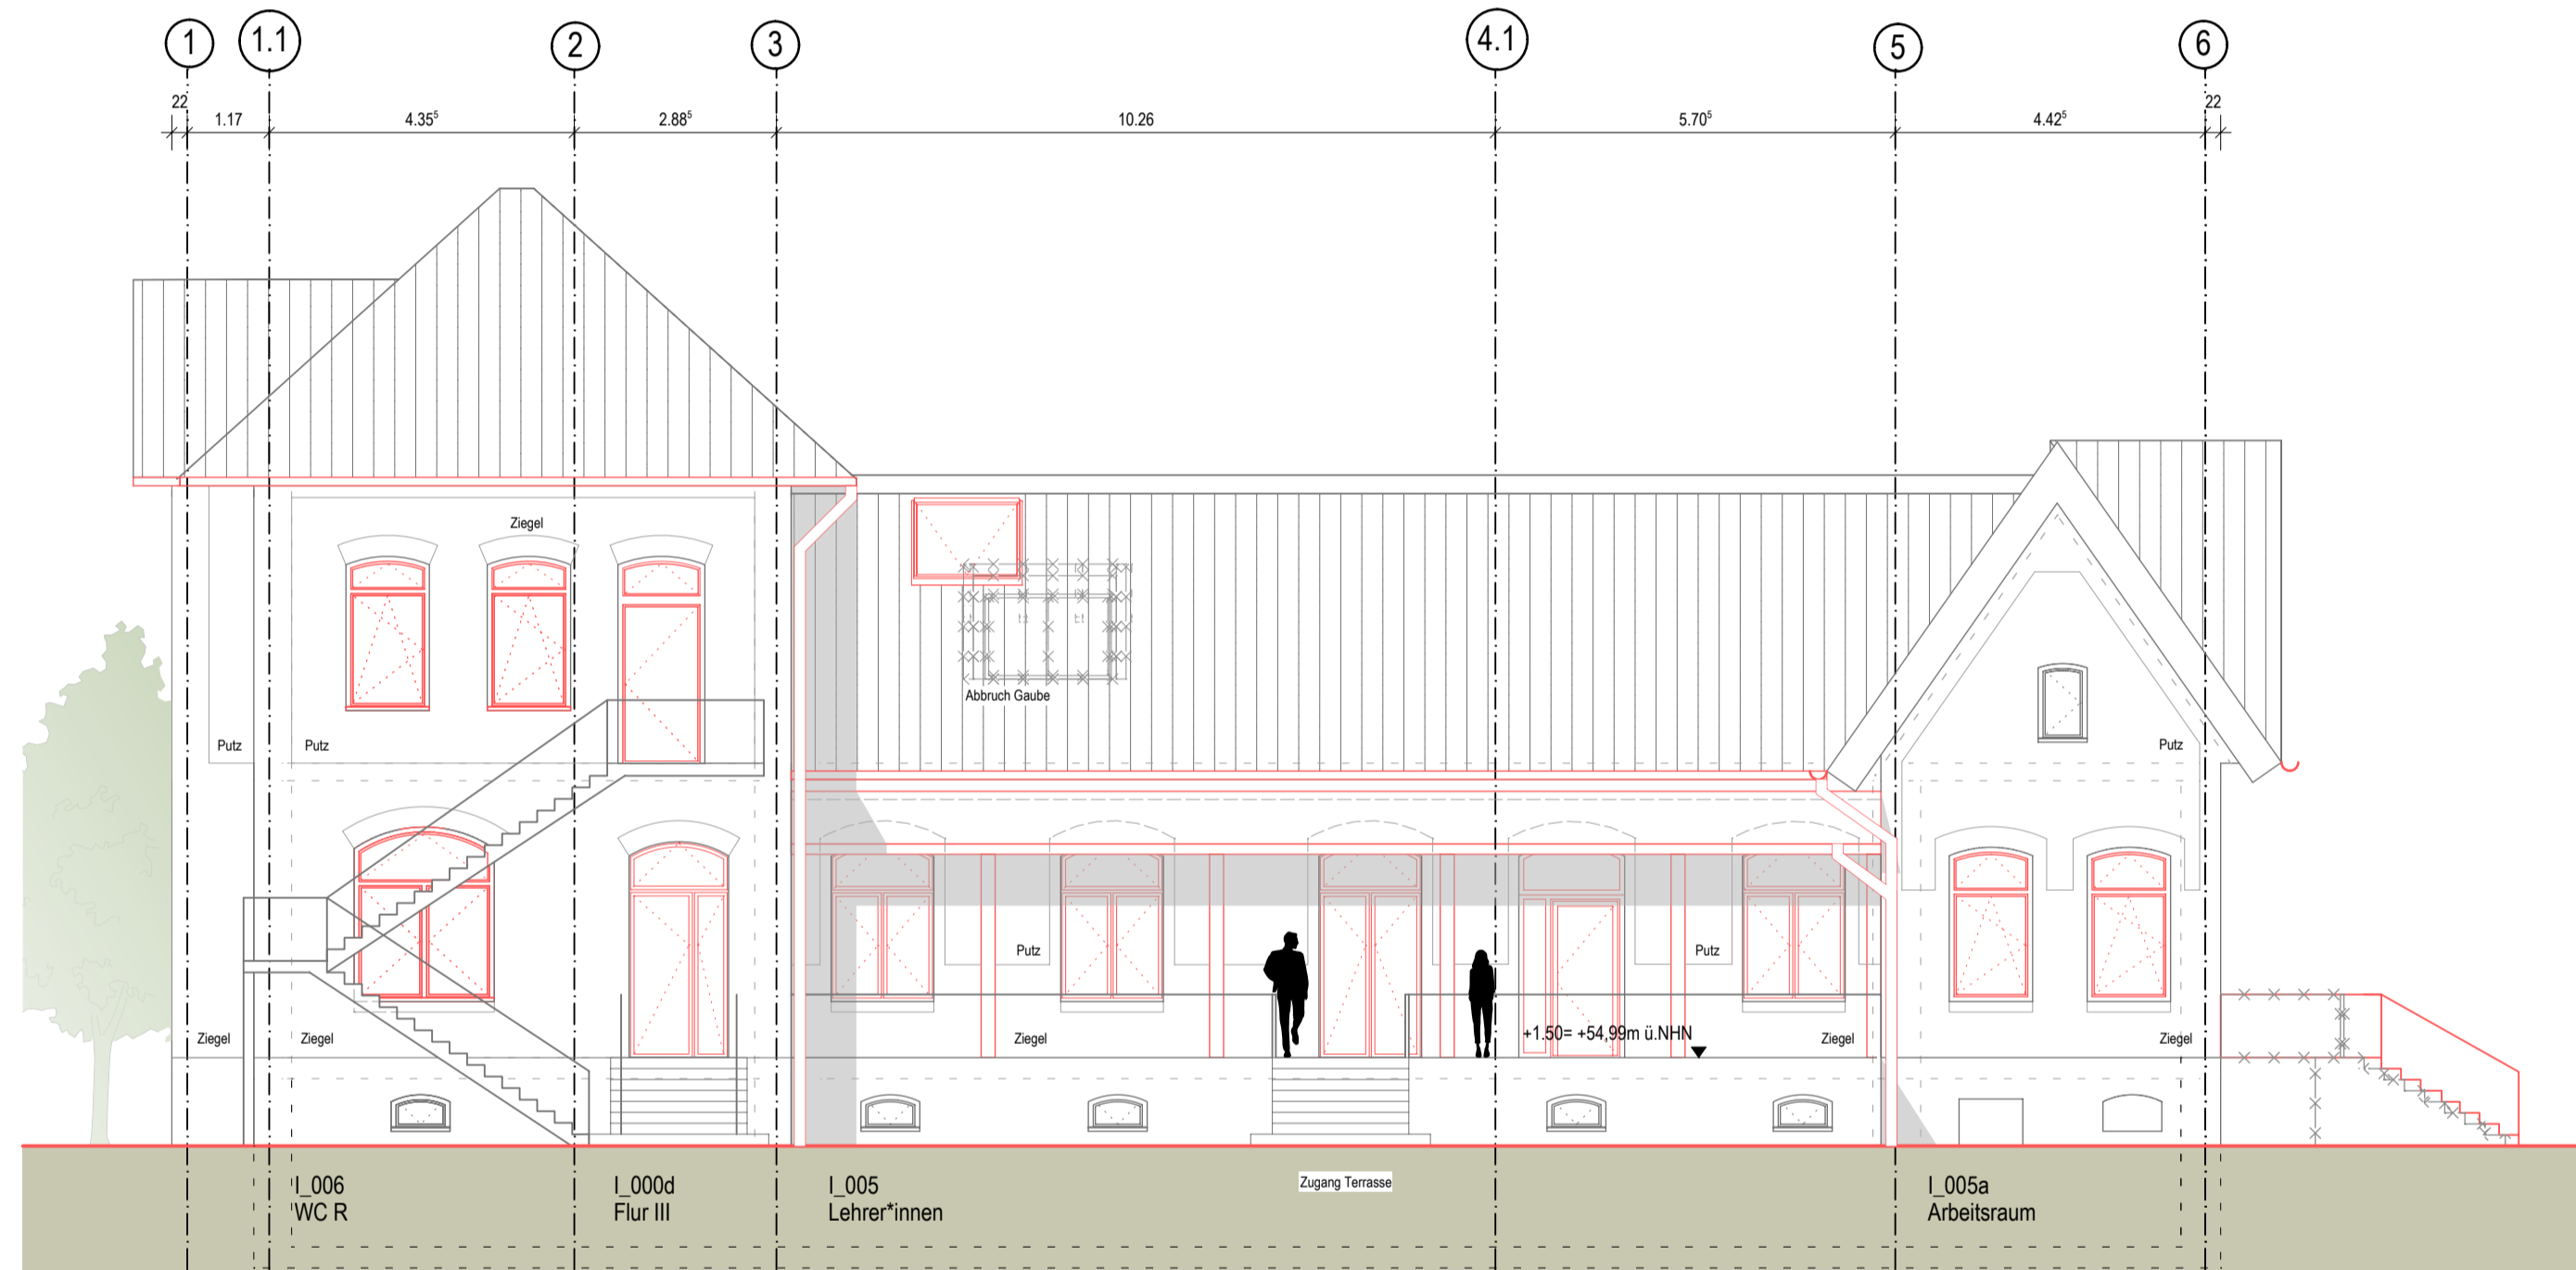 1 1.1 2 3 4.1 5 6
22 22
1.17 4.35⁵ 2.88⁵ 10.26 5.70⁵ 4.42⁵
Ziegel
Abbruch Gaube
Putz Putz Putz
Putz Putz
+1.50= +54,99m ü.NHN
Ziegel Ziegel Ziegel Ziegel Ziegel
I_006 I_000d I_005 Zugang Terrasse I_005a
WC R Flur III Lehrer*innen Arbeitsraum